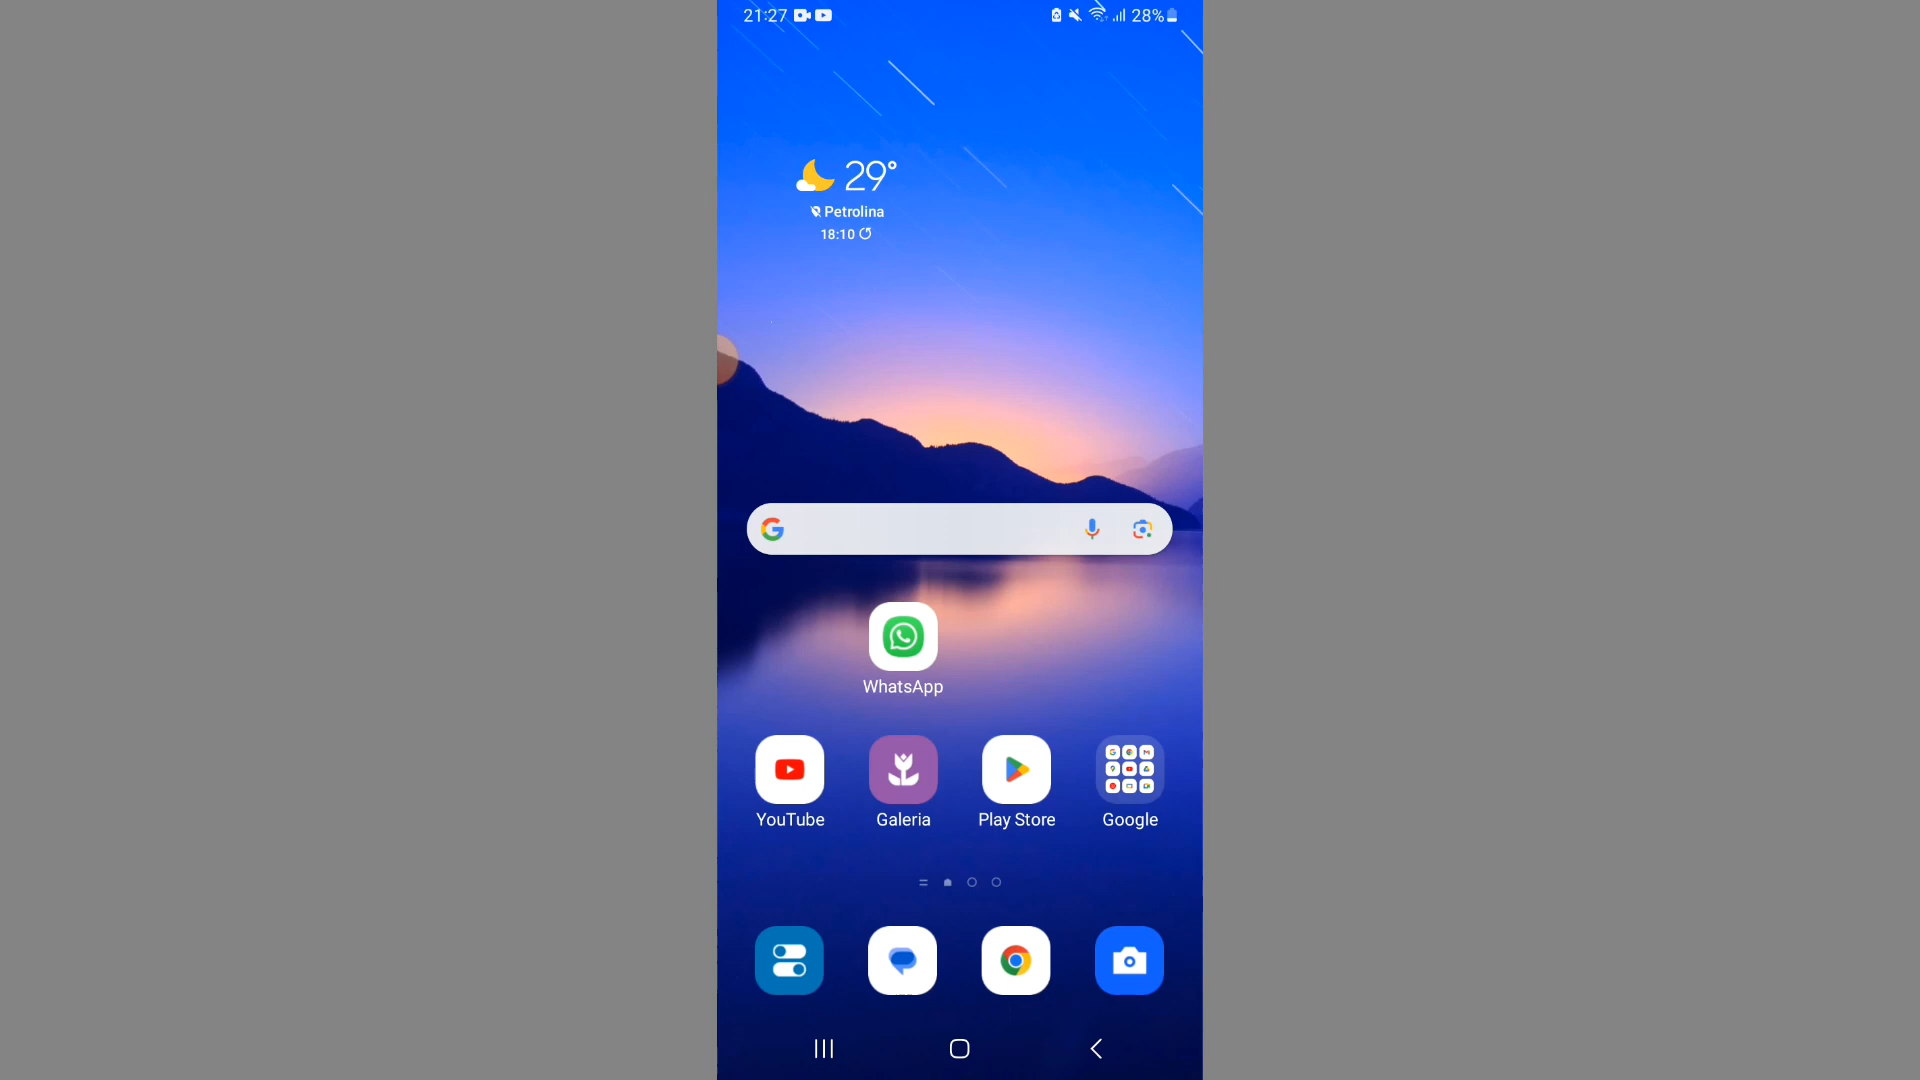 21:27
28%
29°
Petrolina
18:10
WhatsApp
YouTube
Galeria
Play Store
Google